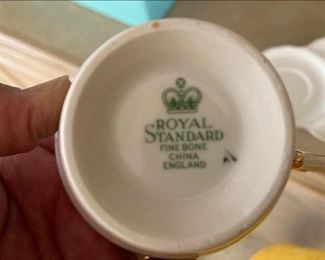 ROYAL
STANDARD
FINE BONE
CHINA
ENGLAND